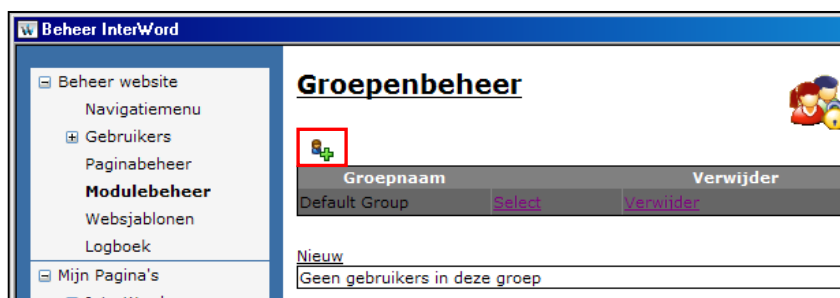 Beheer InterWord
Beheer website
Navigatiemenu
Gebruikers
Paginabeheer
Modulebeheer
Websjablonen
Logboek
Mijn Pagina's
Groepenbeheer
Groepnaam Verwijder
Default Group Select Verwijder
Nieuw
Geen gebruikers in deze groep